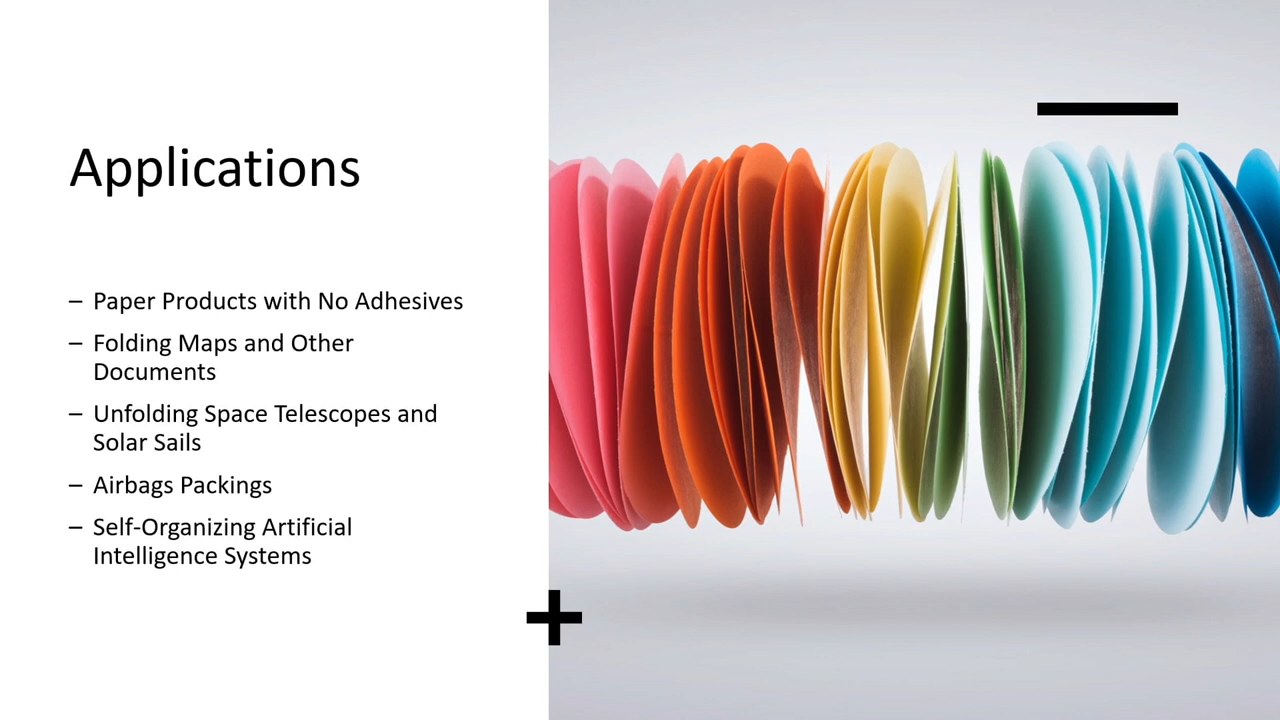 Applications
– Paper Products with No Adhesives
– Folding Maps and Other
Documents
– Unfolding Space Telescopes and
Solar Sails
– Airbags Packings
– Self-Organizing Artificial
Intelligence Systems